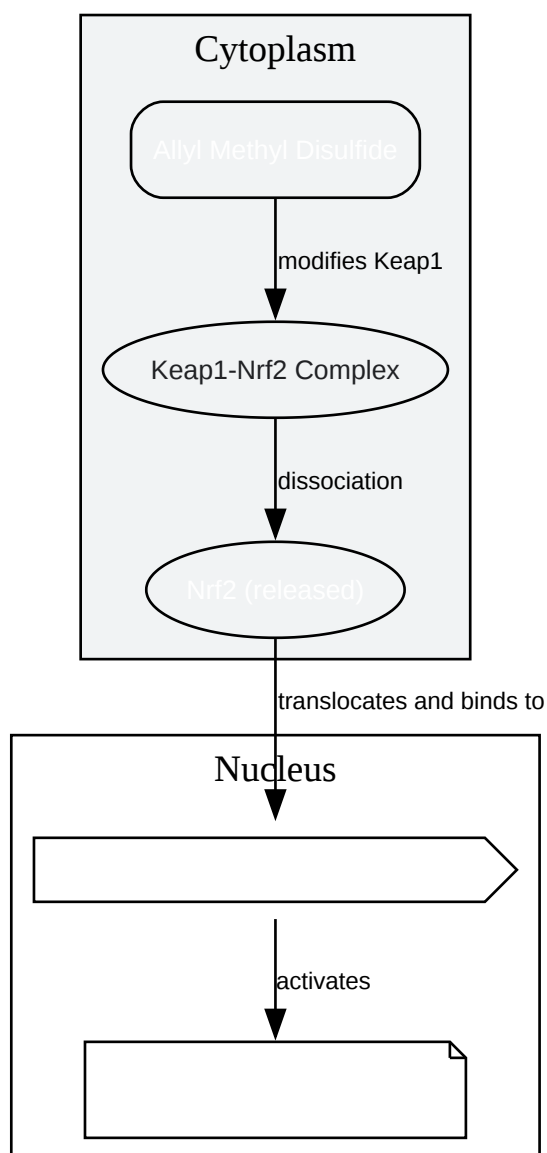 Cytoplasm
Allyl Methyl Disulfide
modifies Keap1
Keap1-Nrf2 Complex
dissociation
Nrf2 (released)
translocates and binds to
Nucleus
activates